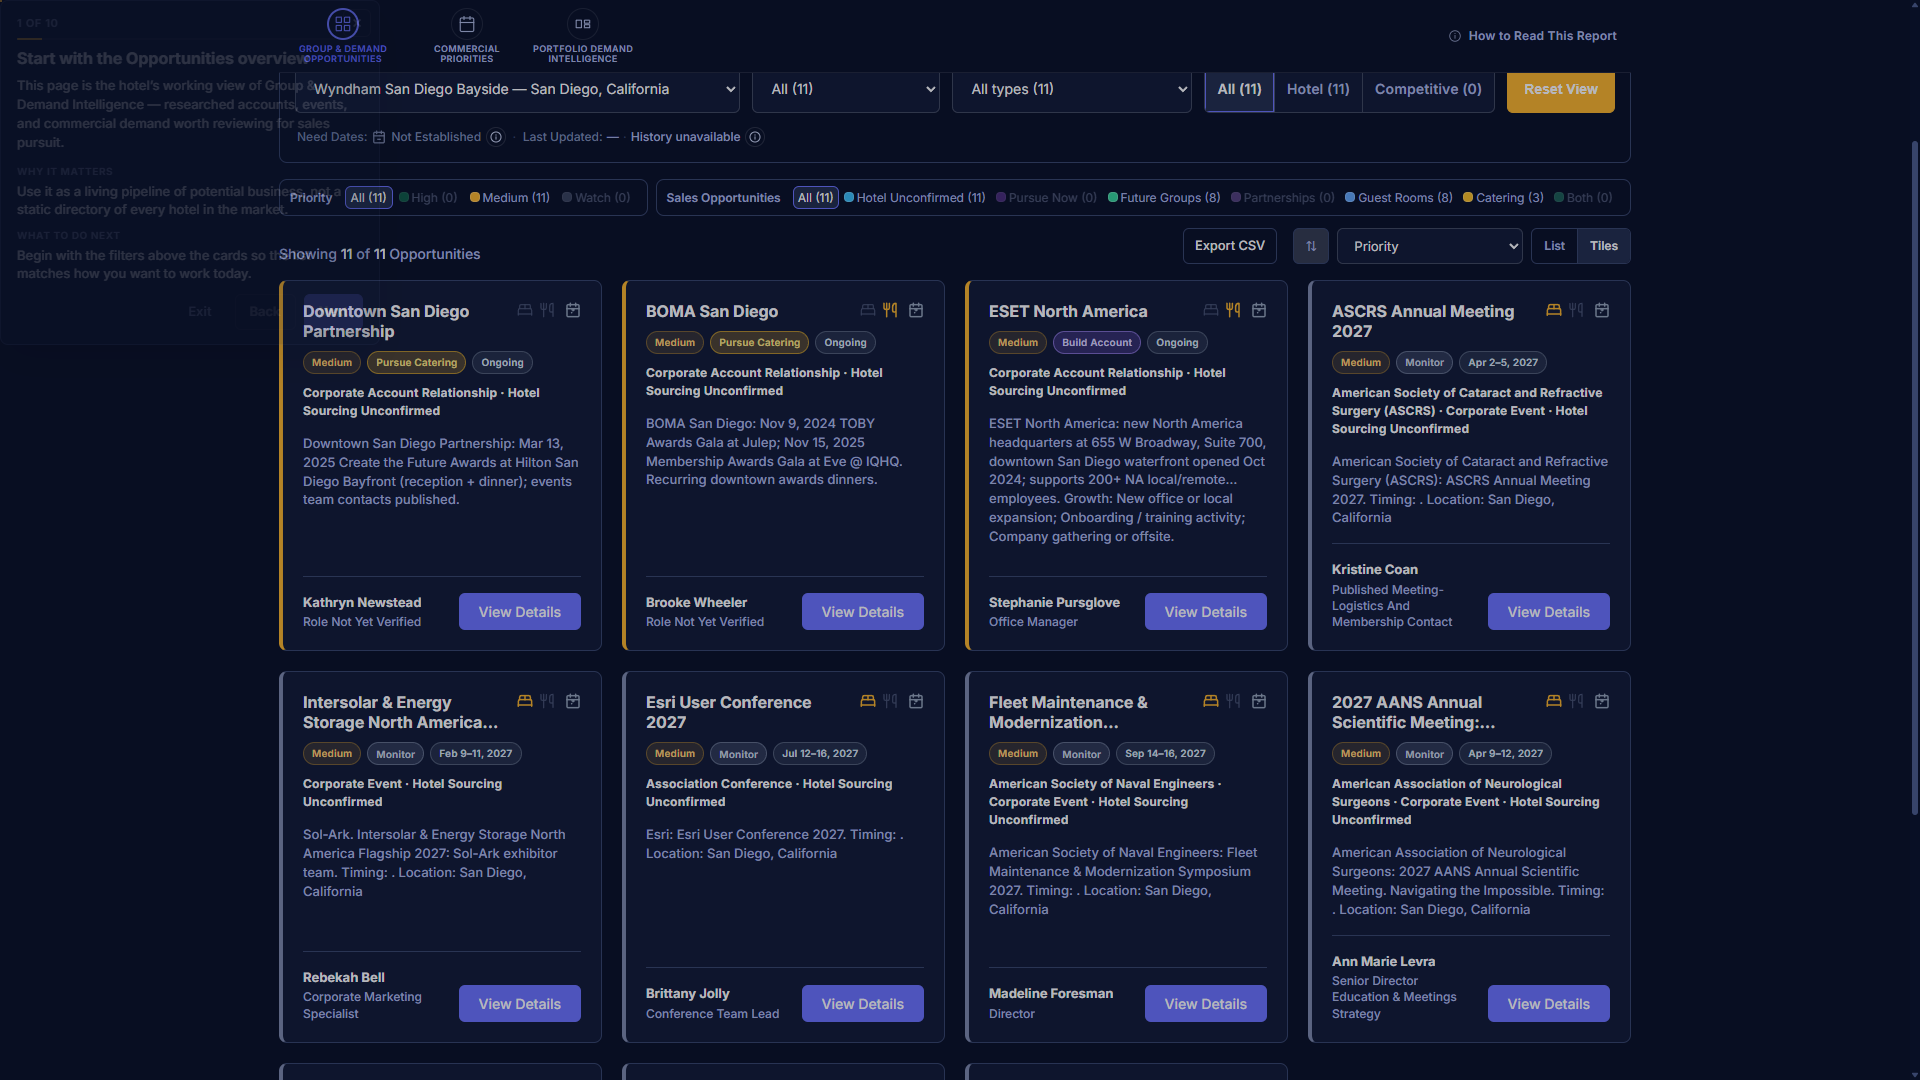 1 OF 10
Start with the Opportunities overview
This page is the hotel's working view of Group &
Demand Intelligence — researched accounts, events,
and commercial demand worth reviewing for sales
pursuit.
WHY IT MATTERS
Use it as a living pipeline of potential business, not a
static directory of every hotel in the market.
WHAT TO DO NEXT
Begin with the filters above the cards so the
matches how you want to work today.
Exit
Back
GROUP & DEMAND
OPPORTUNITIES
COMMERCIAL
PRIORITIES
PORTFOLIO DEMAND
INTELLIGENCE
How to Read This Report
Wyndham San Diego Bayside — San Diego, California
All (11)
All types (11)
All (11)
Hotel (11)
Competitive (0)
Reset View
Need Dates: Not Established · Last Updated: — · History unavailable
Priority All (11) High (0) Medium (11) Watch (0)
Sales Opportunities All (11) Hotel Unconfirmed (11) Pursue Now (0) Future Groups (8) Partnerships (0) Guest Rooms (8) Catering (3) Both (0)
Showing 11 of 11 Opportunities
Export CSV
Priority
List
Tiles
Downtown San Diego
Partnership
Medium
Pursue Catering
Ongoing
Corporate Account Relationship · Hotel
Sourcing Unconfirmed
Downtown San Diego Partnership: Mar 13,
2025 Create the Future Awards at Hilton San
Diego Bayfront (reception + dinner); events
team contacts published.
Kathryn Newstead
Role Not Yet Verified
View Details
BOMA San Diego
Medium
Pursue Catering
Ongoing
Corporate Account Relationship · Hotel
Sourcing Unconfirmed
BOMA San Diego: Nov 9, 2024 TOBY
Awards Gala at Julep; Nov 15, 2025
Membership Awards Gala at Eve @ IQHQ.
Recurring downtown awards dinners.
Brooke Wheeler
Role Not Yet Verified
View Details
ESET North America
Medium
Build Account
Ongoing
Corporate Account Relationship · Hotel
Sourcing Unconfirmed
ESET North America: new North America
headquarters at 655 W Broadway, Suite 700,
downtown San Diego waterfront opened Oct
2024; supports 200+ NA local/remote...
employees. Growth: New office or local
expansion; Onboarding / training activity;
Company gathering or offsite.
Stephanie Pursglove
Office Manager
View Details
ASCRS Annual Meeting
2027
Medium
Monitor
Apr 2–5, 2027
American Society of Cataract and Refractive
Surgery (ASCRS) · Corporate Event · Hotel
Sourcing Unconfirmed
American Society of Cataract and Refractive
Surgery (ASCRS): ASCRS Annual Meeting
2027. Timing: . Location: San Diego,
California
Kristine Coan
Published Meeting-
Logistics And
Membership Contact
View Details
Intersolar & Energy
Storage North America...
Medium
Monitor
Feb 9–11, 2027
Corporate Event · Hotel Sourcing
Unconfirmed
Sol-Ark. Intersolar & Energy Storage North
America Flagship 2027: Sol-Ark exhibitor
team. Timing: . Location: San Diego,
California
Rebekah Bell
Corporate Marketing
Specialist
View Details
Esri User Conference
2027
Medium
Monitor
Jul 12–16, 2027
Association Conference · Hotel Sourcing
Unconfirmed
Esri: Esri User Conference 2027. Timing: .
Location: San Diego, California
Brittany Jolly
Conference Team Lead
View Details
Fleet Maintenance &
Modernization...
Medium
Monitor
Sep 14–16, 2027
American Society of Naval Engineers ·
Corporate Event · Hotel Sourcing
Unconfirmed
American Society of Naval Engineers: Fleet
Maintenance & Modernization Symposium
2027. Timing: . Location: San Diego,
California
Madeline Foresman
Director
View Details
2027 AANS Annual
Scientific Meeting:...
Medium
Monitor
Apr 9–12, 2027
American Association of Neurological
Surgeons · Corporate Event · Hotel Sourcing
Unconfirmed
American Association of Neurological
Surgeons: 2027 AANS Annual Scientific
Meeting. Navigating the Impossible. Timing:
. Location: San Diego, California
Ann Marie Levra
Senior Director
Education & Meetings
Strategy
View Details